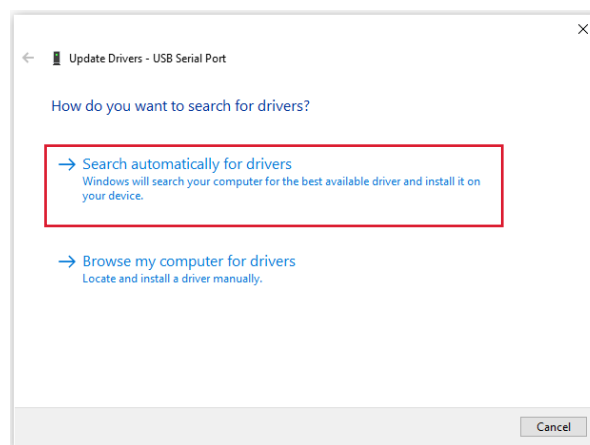 Update Drivers - USB Serial Port
How do you want to search for drivers?
Search automatically for drivers
Windows will search your computer for the best available driver and install it on
your device.
Browse my computer for drivers
Locate and install a driver manually.
Cancel